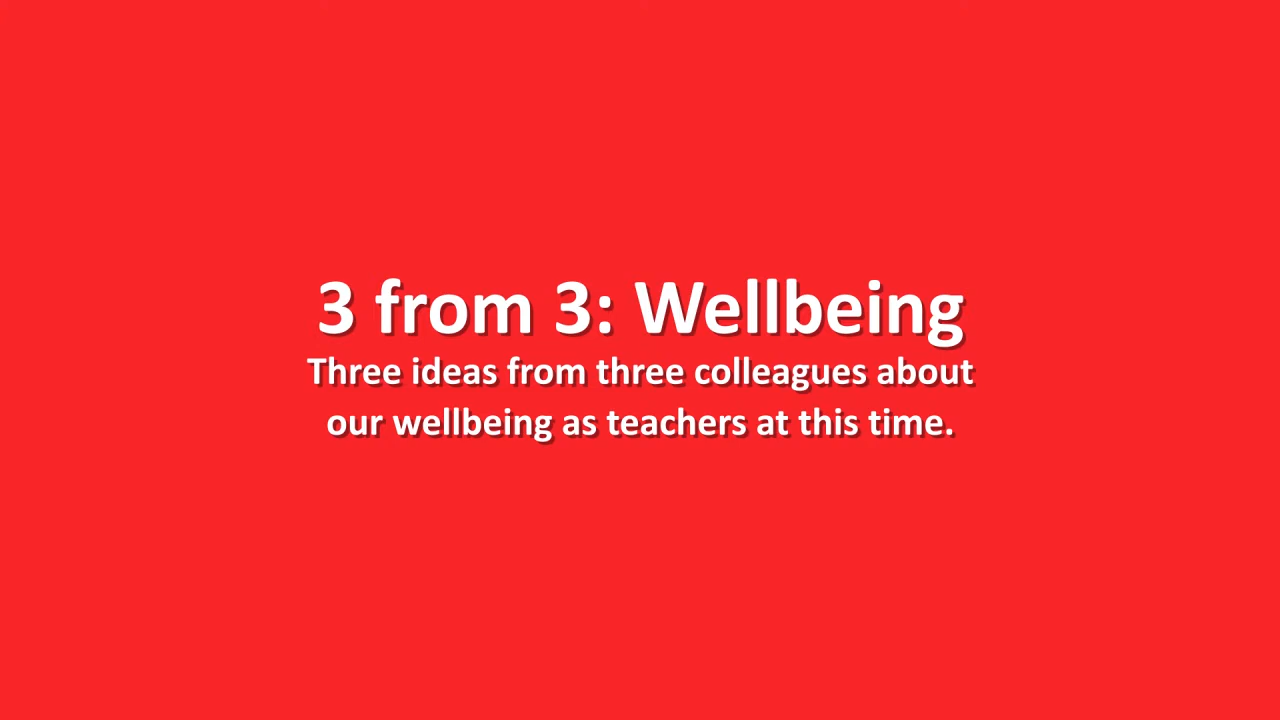 3 from 3: Wellbeing
Three ideas from three colleagues about
our wellbeing as teachers at this time.